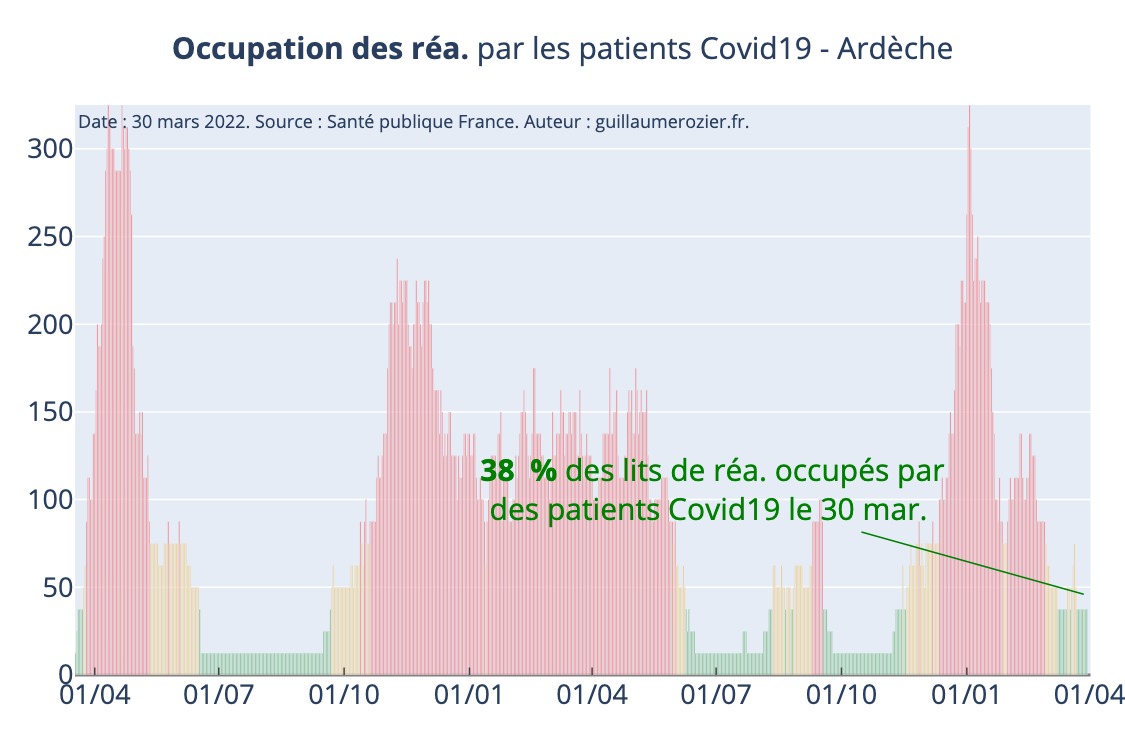 Occupation des réa. par les patients Covid19 - Ardèche
Date : 30 mars 2022. Source : Santé publique France. Auteur : guillaumerozier.fr.
300
250
200
150
100
50
0
38 % des lits de réa. occupés par
des patients Covid19 le 30 mar.
01/04 01/07 01/10 01/01 01/04 01/07 01/10 01/01 01/04